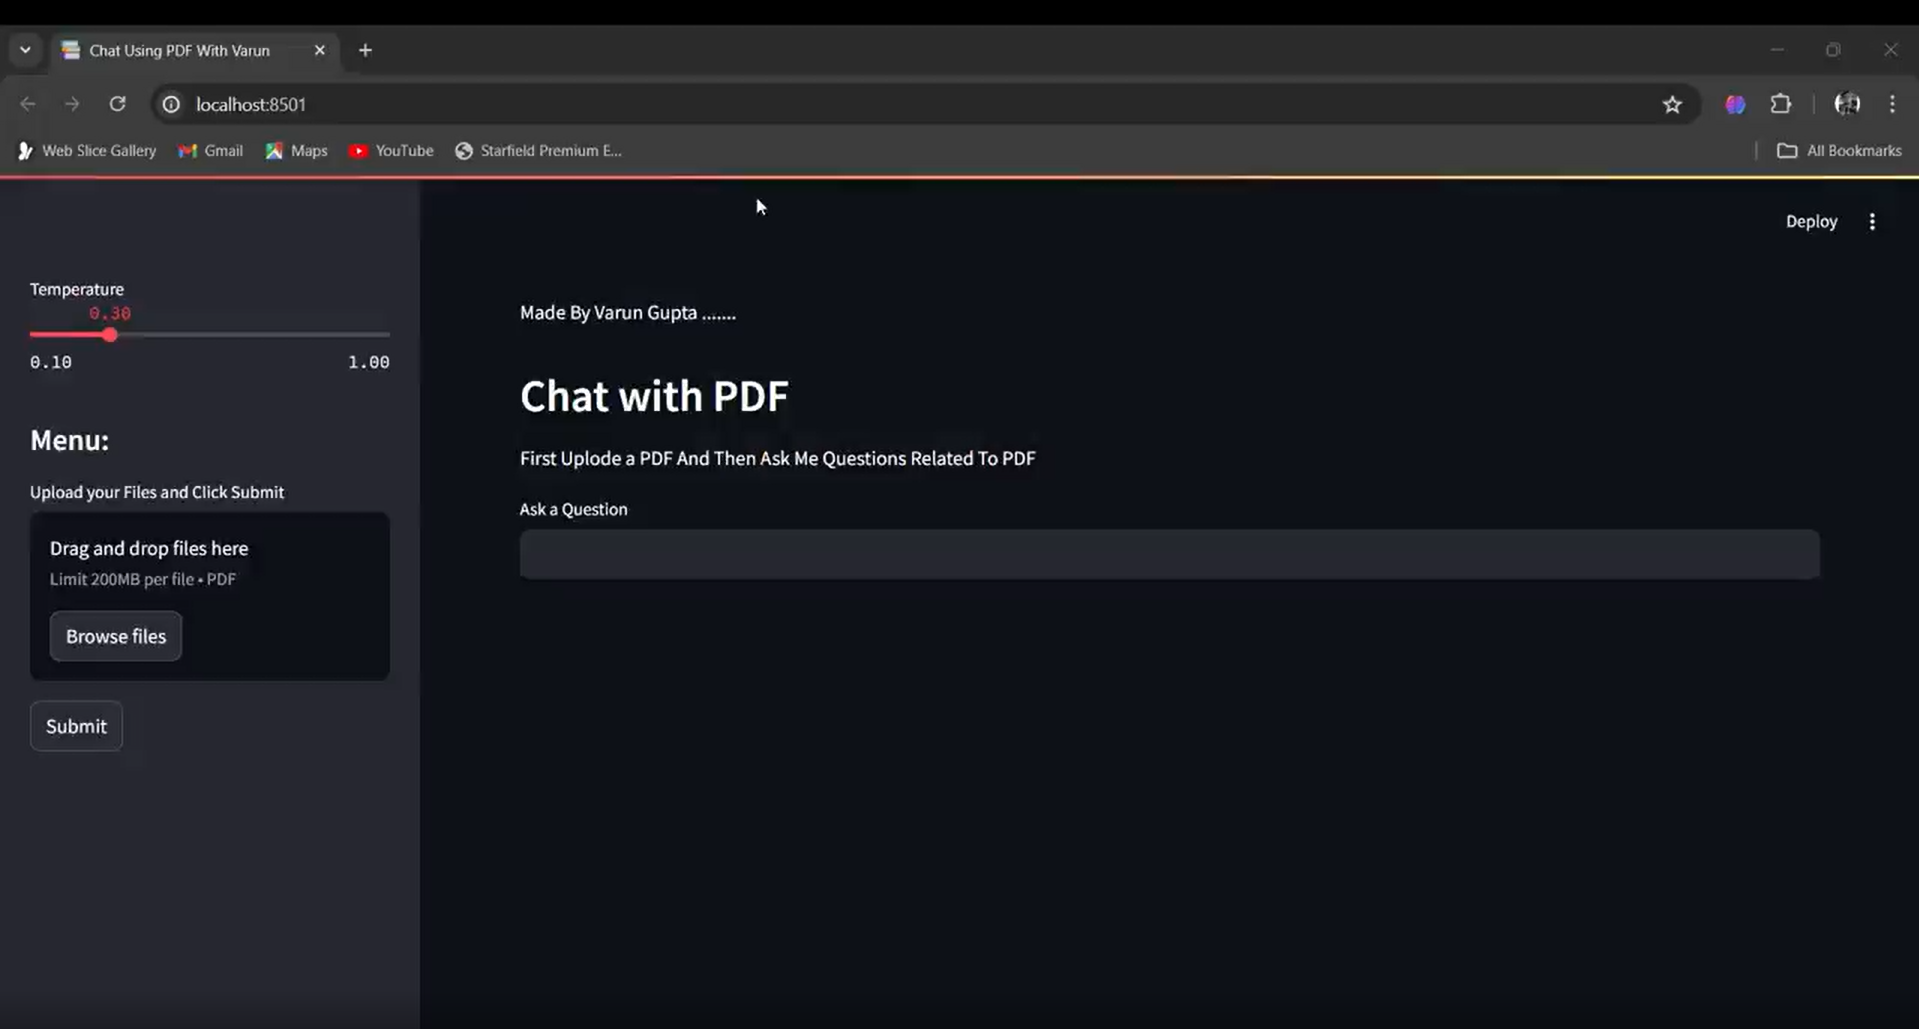 Chat Using PDF With Varun
localhost:8501
Web Slice Gallery Gmail Maps YouTube Starfield Premium E... All Bookmarks
Deploy
Temperature
0.30
0.10 1.00
Menu:
Upload your Files and Click Submit
Drag and drop files here
Limit 200MB per file • PDF
Browse files
Submit
Made By Varun Gupta .......
Chat with PDF
First Uplode a PDF And Then Ask Me Questions Related To PDF
Ask a Question